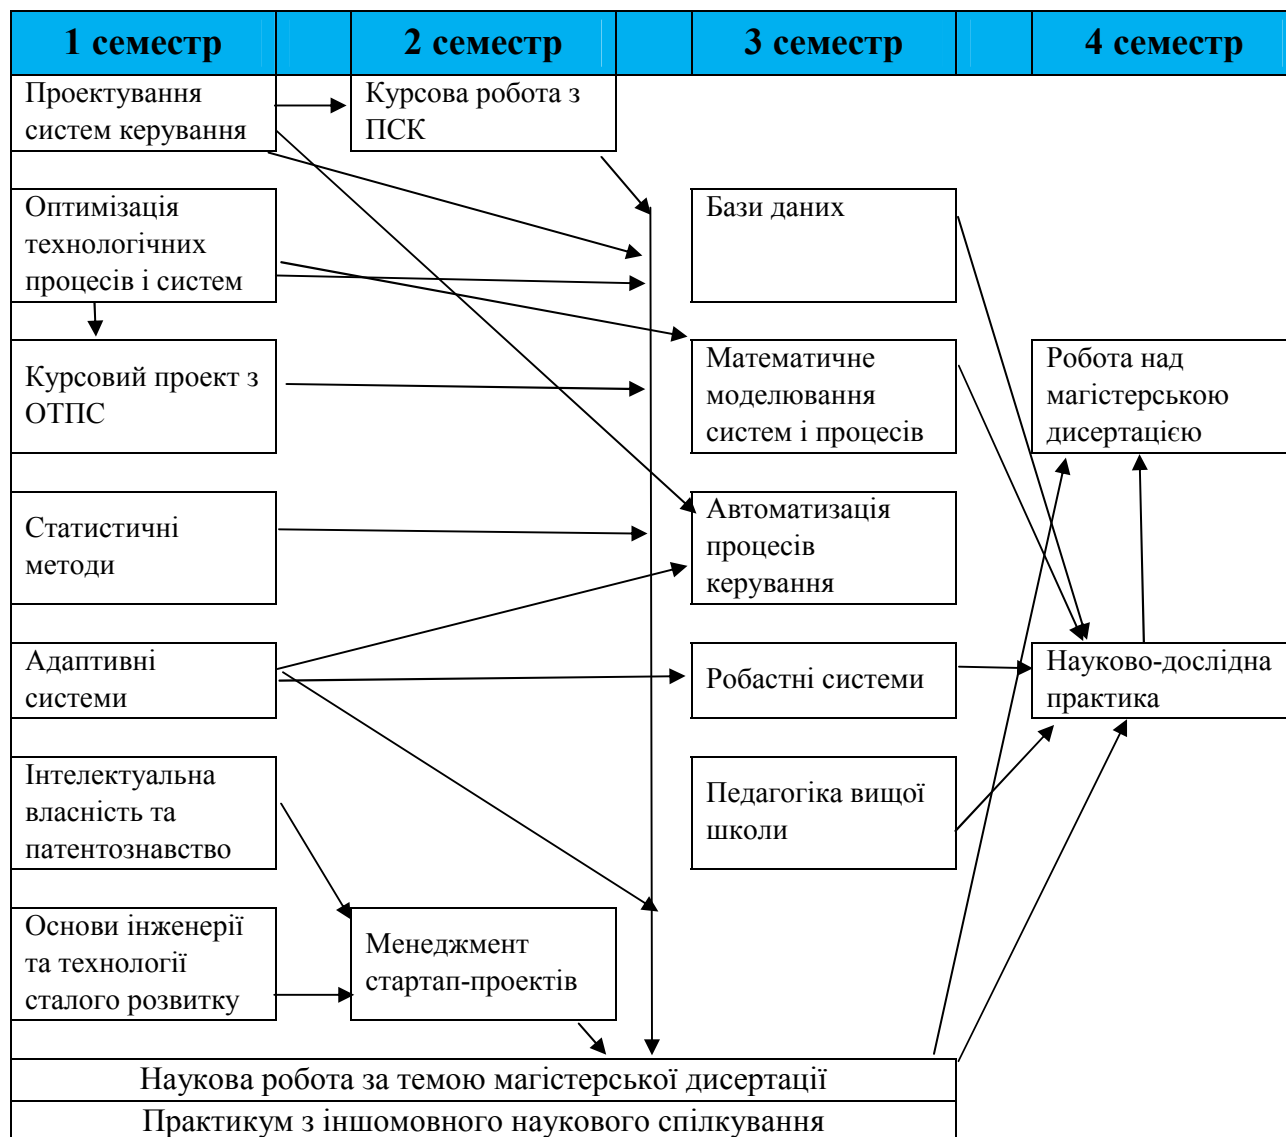 1 семестр
2 семестр
3 семестр
4 семестр
Проектування
систем керування
Курсова робота з
ПСК
Оптимізація
технологічних
процесів і систем
Бази даних
Курсовий проект з
ОТПС
Математичне
моделювання
систем і процесів
Робота над
магістерською
дисертацією
Статистичні
методи
Автоматизація
процесів
керування
Адаптивні
системи
Робастні системи
Науково-дослідна
практика
Інтелектуальна
власність та
патентознавство
Педагогіка вищої
школи
Основи інженерії
та технології
сталого розвитку
Менеджмент
стартап-проектів
Наукова робота за темою магістерської дисертації
Практикум з іншомовного наукового спілкування